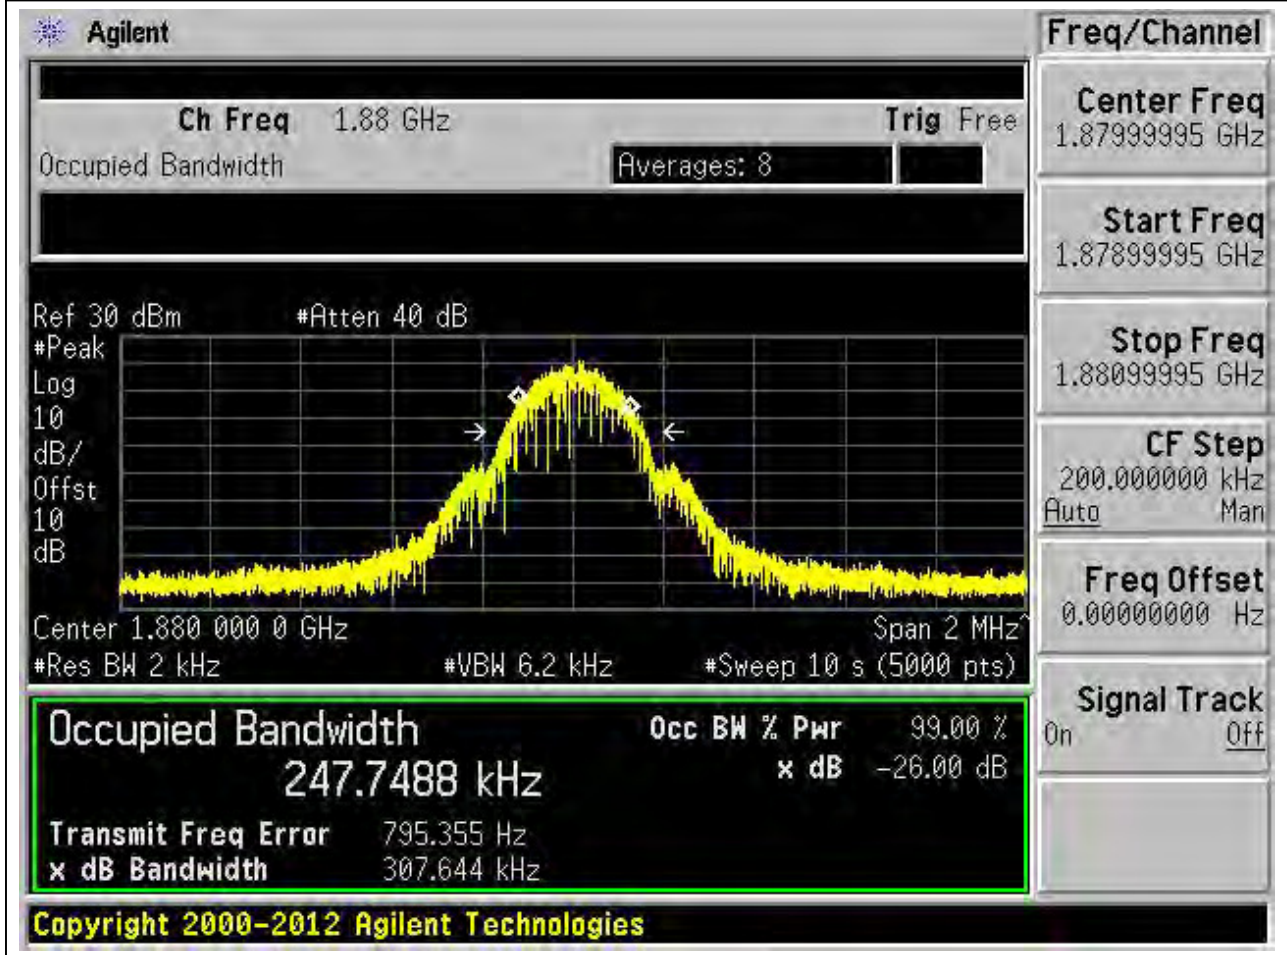 Agilent
Freq/Channel
Ch Freq 1.88 GHz Trig Free
Occupied Bandwidth Averages: 8
Center Freq
1.87999995 GHz
Start Freq
1.87899995 GHz
Stop Freq
1.88099995 GHz
CF Step
200.000000 kHz
Auto Man
Freq Offset
0.00000000 Hz
Signal Track
On Off
Ref 30 dBm #Atten 40 dB
#Peak
Log
10
dB/
Offst
10
dB
Center 1.880 000 0 GHz Span 2 MHz^
#Res BW 2 kHz #VBW 6.2 kHz #Sweep 10 s (5000 pts)
Occupied Bandwidth Occ BW % Pwr 99.00 %
247.7488 kHz x dB -26.00 dB
Transmit Freq Error 795.355 Hz
x dB Bandwidth 307.644 kHz
Copyright 2000-2012 Agilent Technologies